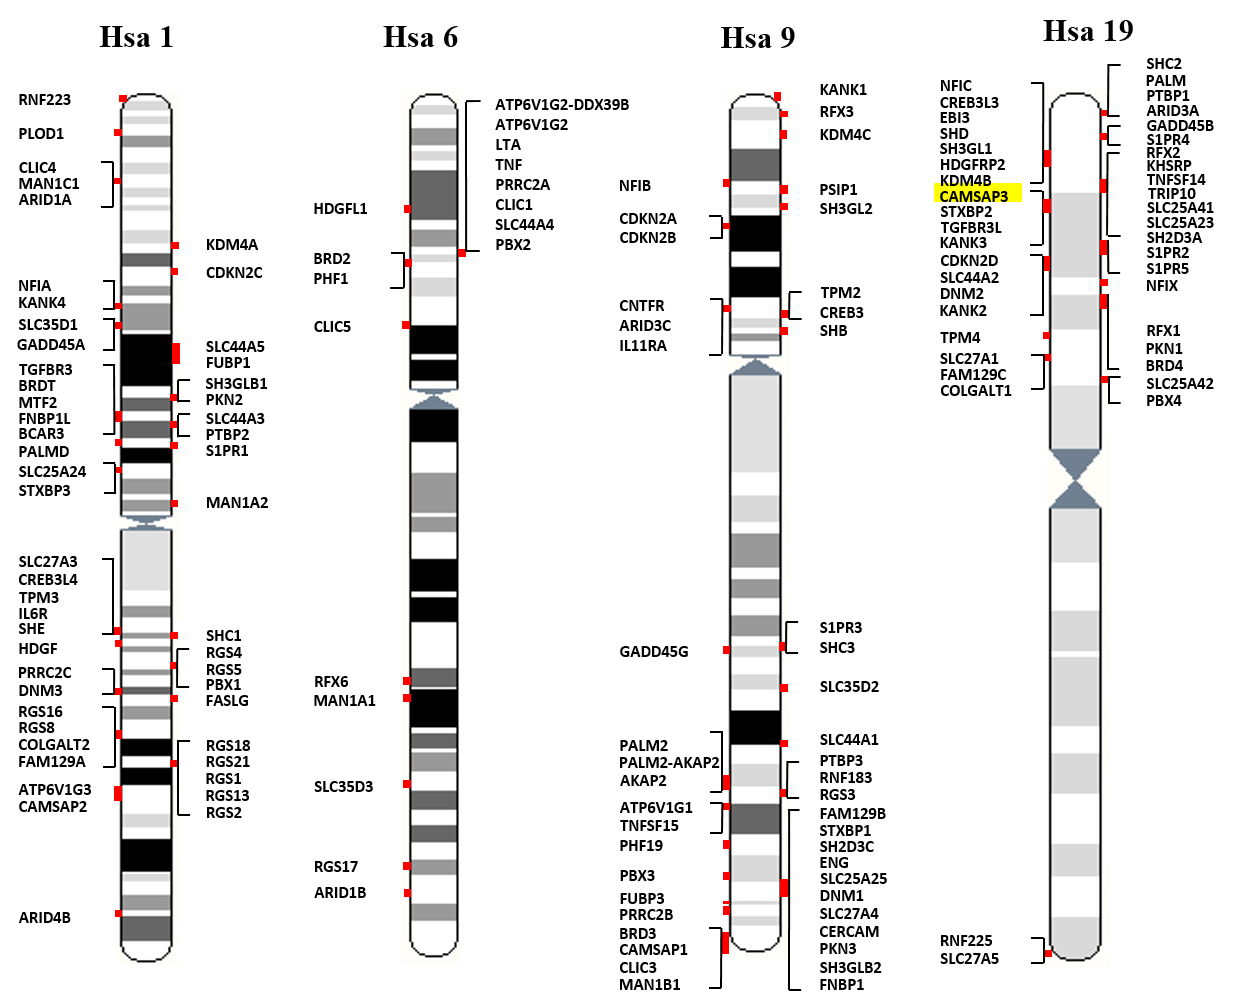 Hsa 1
RNF223
PLOD1
CLIC4
MAN1C1
ARID1A
NFIA
KANK4
SLC35D1
GADD45A
TGFBR3
BRDT
MTF2
FNBP1L
BCAR3
PALMD
SLC25A24
STXBP3
SLC27A3
CREB3L4
TPM3
IL6R
SHE
HDGF
PRRC2C
DNM3
RGS16
RGS8
COLGALT2
FAM129A
ATP6V1G3
CAMSAP2
ARID4B
KDM4A
CDKN2C
SLC44A5
FUBP1
SH3GLB1
PKN2
SLC44A3
PTBP2
S1PR1
MAN1A2
SHC1
RGS4
RGS5
PBX1
FASLG
RGS18
RGS21
RGS1
RGS13
RGS2
Hsa 6
HDGFL1
BRD2
PHF1
CLIC5
RFX6
MAN1A1
SLC35D3
RGS17
ARID1B
ATP6V1G2-DDX39B
ATP6V1G2
LTA
TNF
PRRC2A
CLIC1
SLC44A4
PBX2
Hsa 9
NFIB
CDKN2A
CDKN2B
CNTFR
ARID3C
IL11RA
GADD45G
PALM2
PALM2-AKAP2
AKAP2
ATP6V1G1
TNFSF15
PHF19
PBX3
FUBP3
PRRC2B
BRD3
CAMSAP1
CLIC3
MAN1B1
KANK1
RFX3
KDM4C
PSIP1
SH3GL2
TPM2
CREB3
SHB
S1PR3
SHC3
SLC35D2
SLC44A1
PTBP3
RNF183
RGS3
FAM129B
STXBP1
SH2D3C
ENG
SLC25A25
DNM1
SLC27A4
CERCAM
PKN3
SH3GLB2
FNBP1
Hsa 19
NFIC
CREB3L3
EBI3
SHD
SH3GL1
HDGFRP2
KDM4B
CAMSAP3
STXBP2
TGFBR3L
KANK3
CDKN2D
SLC44A2
DNM2
KANK2
TPM4
SLC27A1
FAM129C
COLGALT1
RNF225
SLC27A5
SHC2
PALM
PTBP1
ARID3A
GADD45B
S1PR4
RFX2
KHSRP
TNFSF14
TRIP10
SLC25A41
SLC25A23
SH2D3A
S1PR2
S1PR5
NFIX
RFX1
PKN1
BRD4
SLC25A42
PBX4